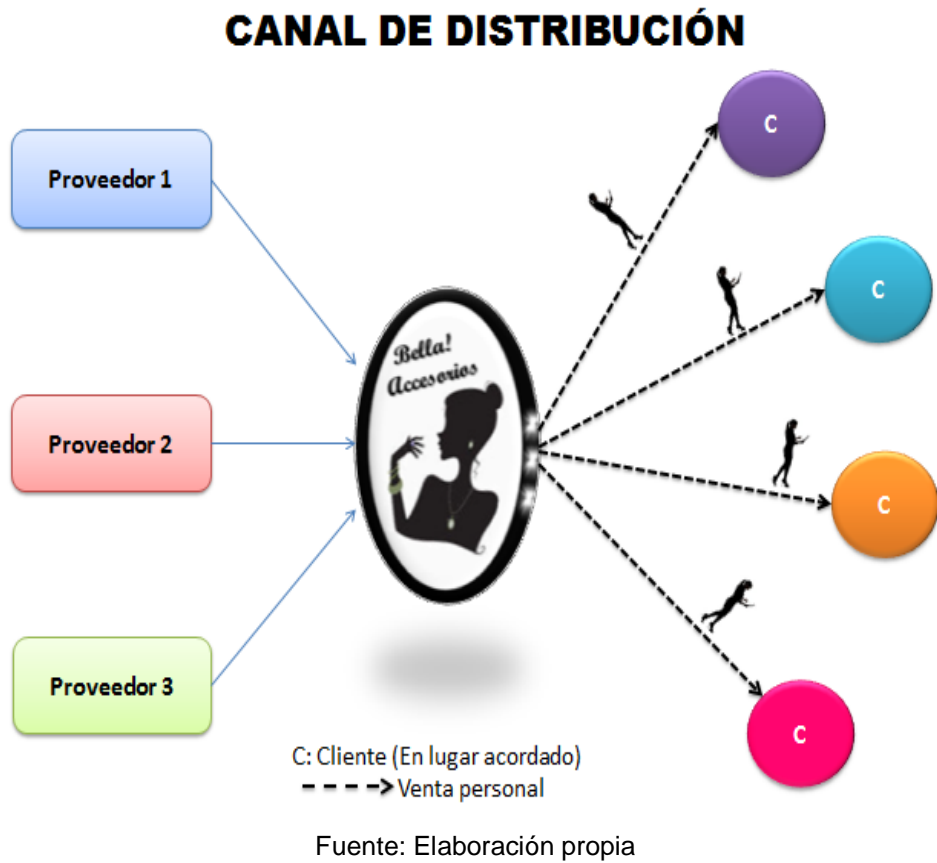 CANAL DE DISTRIBUCIÓN
Proveedor 1
Proveedor 2
Proveedor 3
Bella!
Accesorios
C
C
C
C
C: Cliente (En lugar acordado)
Venta personal
Fuente: Elaboración propia